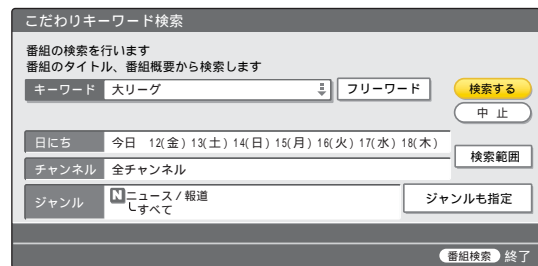 こだわりキーワード検索
番組の検索を行います
番組のタイトル、番組概要から検索します
キーワード 大リーグ フリーワード 検索する
中 止
日にち 今日 12(金) 13(土) 14(日) 15(月) 16(火) 17(水) 18(木)
検索範囲
チャンネル 全チャンネル
ジャンル N ニュース / 報道 ジャンルも指定
すべて
番組検索 終了